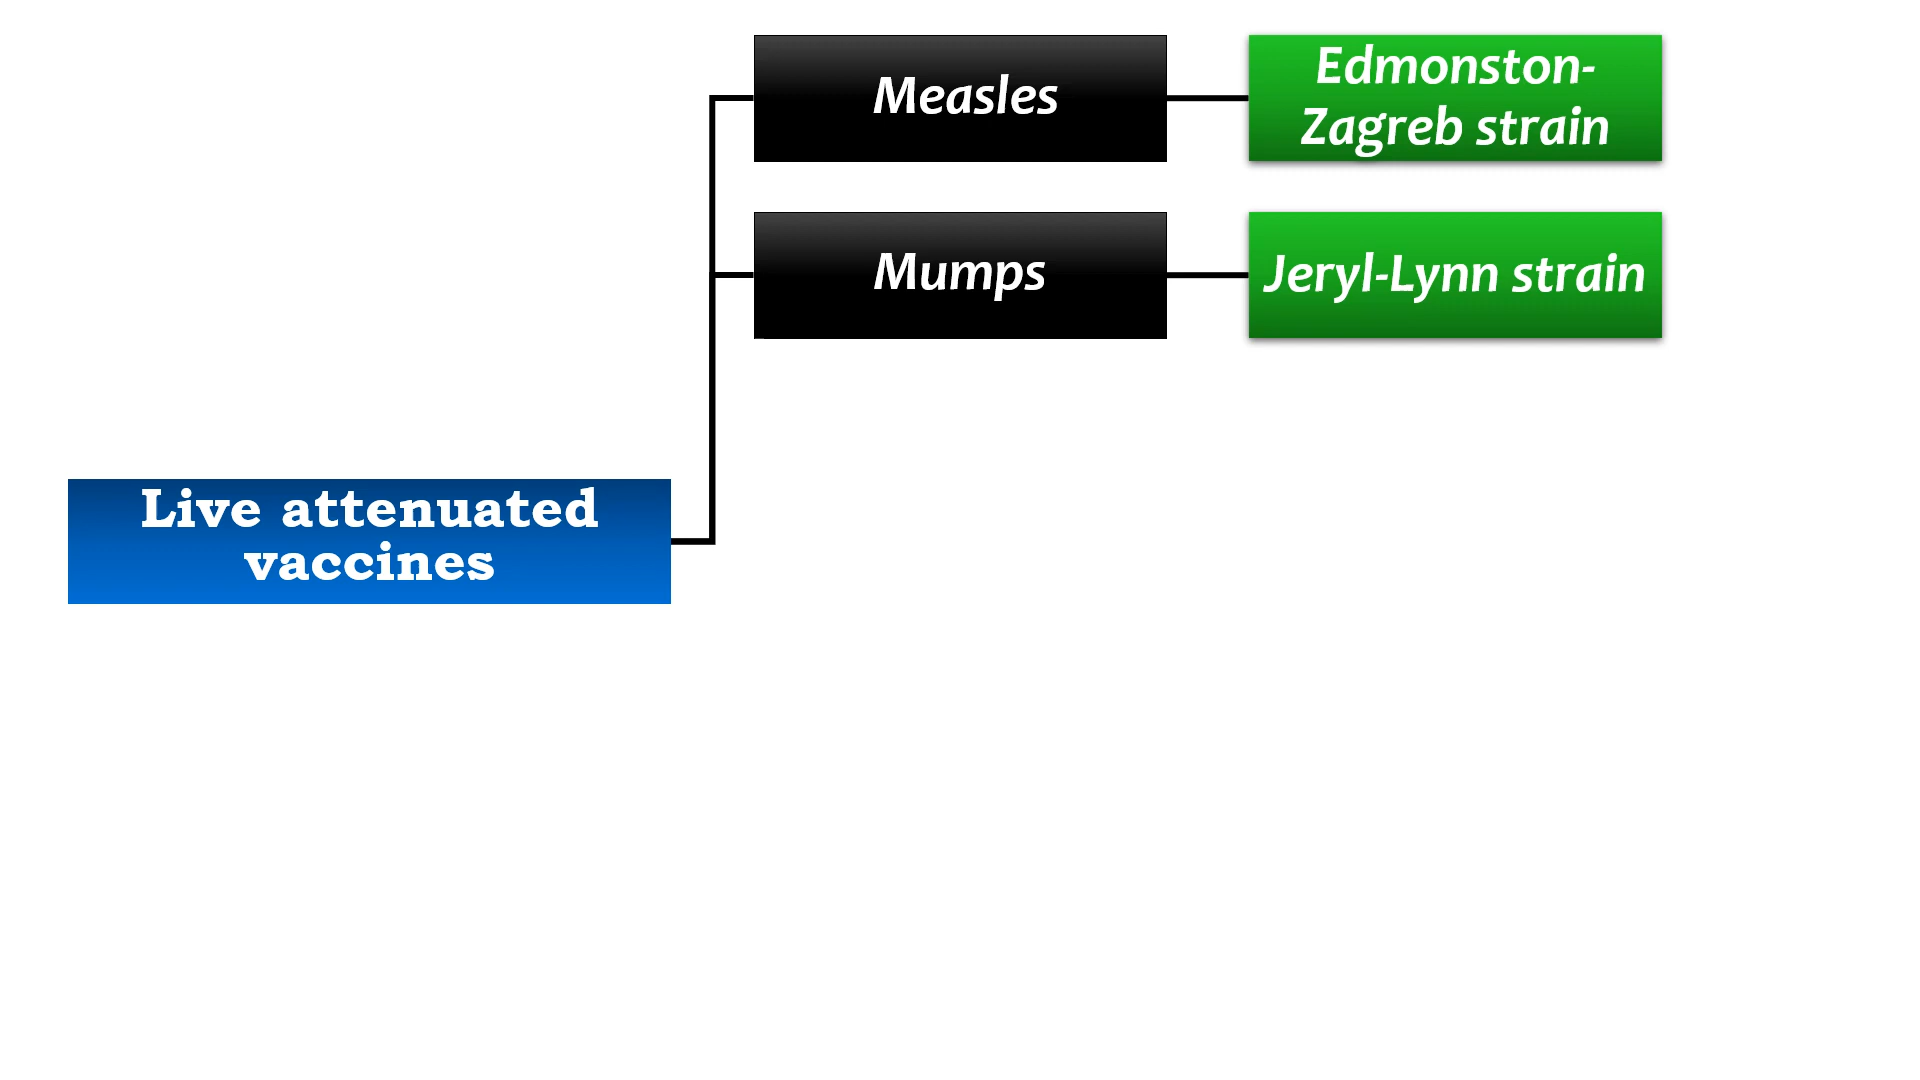 Measles
Edmonston-
Zagreb strain
Mumps
Jeryl-Lynn strain
Live attenuated
vaccines